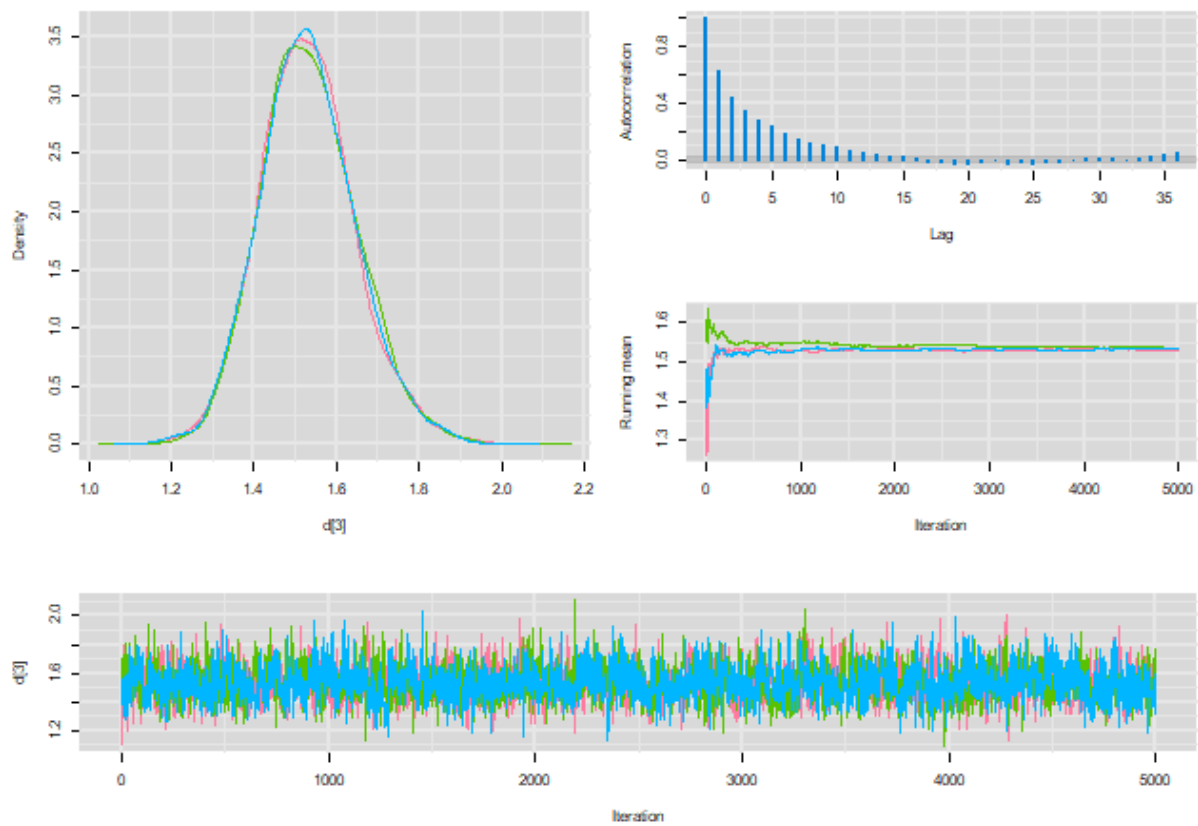 Density
0.0 0.5 1.0 1.5 2.0 2.5 3.0 3.5
1.0 1.2 1.4 1.6 1.8 2.0 2.2
d[3]
Autocorrelation
0.0 0.4 0.8
0 5 10 15 20 25 30 35
Lag
Running mean
1.3 1.4 1.5 1.6
0 1000 2000 3000 4000 5000
Iteration
d[3]
1.2 1.6 2.0
0 1000 2000 3000 4000 5000
Iteration